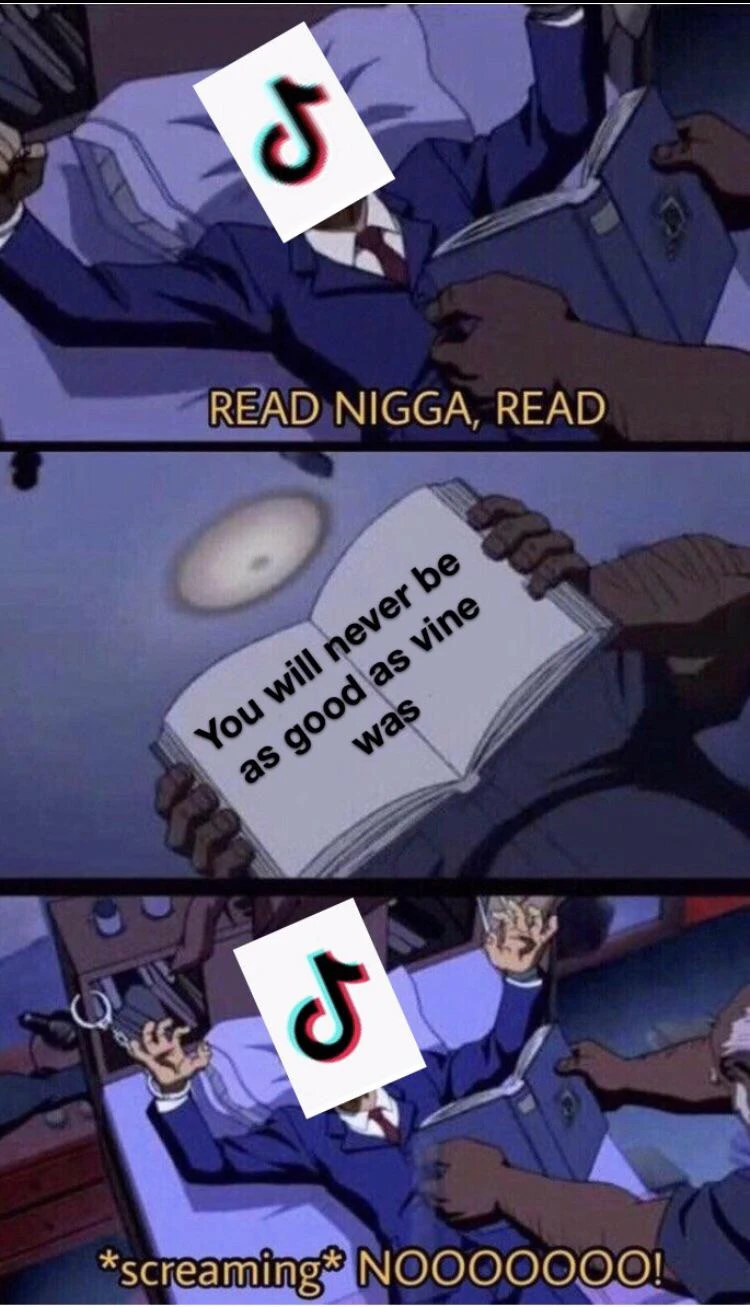 READ NIGGA, READ
You will never be
as good as vine
was
*screaming* NOOOOOOO!